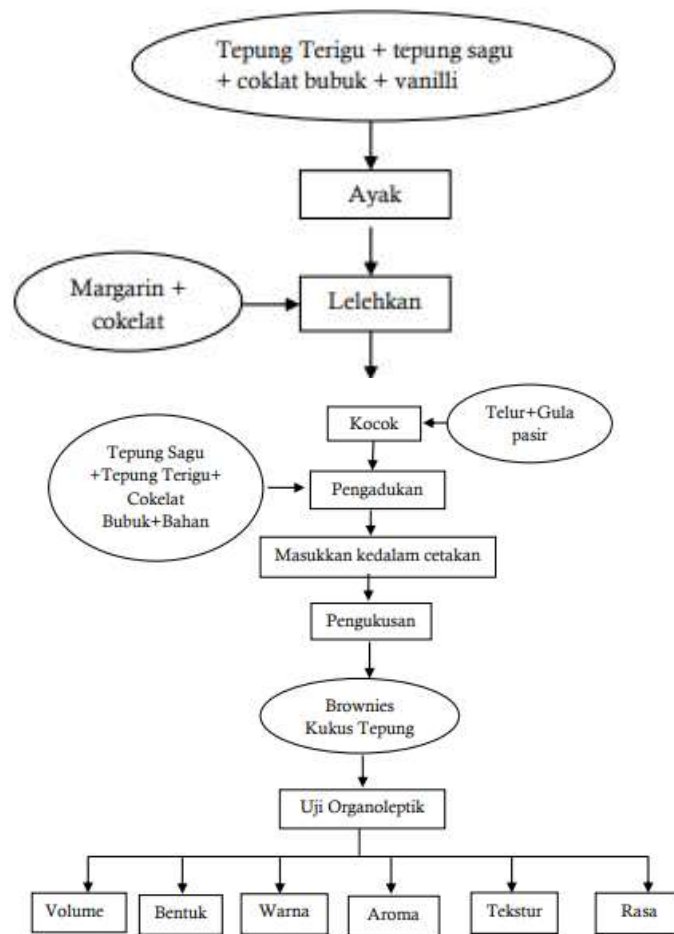 Tepung Terigu + tepung sagu
+ coklat bubuk + vanilli
Ayak
Margarin +
cokelat
Lelehkan
Kocok
Telur+Gula
pasir
Tepung Sagu
+Tepung Terigu+
Cokelat
Bubuk+Bahan
Pengadukan
Masukkan kedalam cetakan
Pengukusan
Brownies
Kukus Tepung
Uji Organoleptik
Volume
Bentuk
Warna
Aroma
Tekstur
Rasa